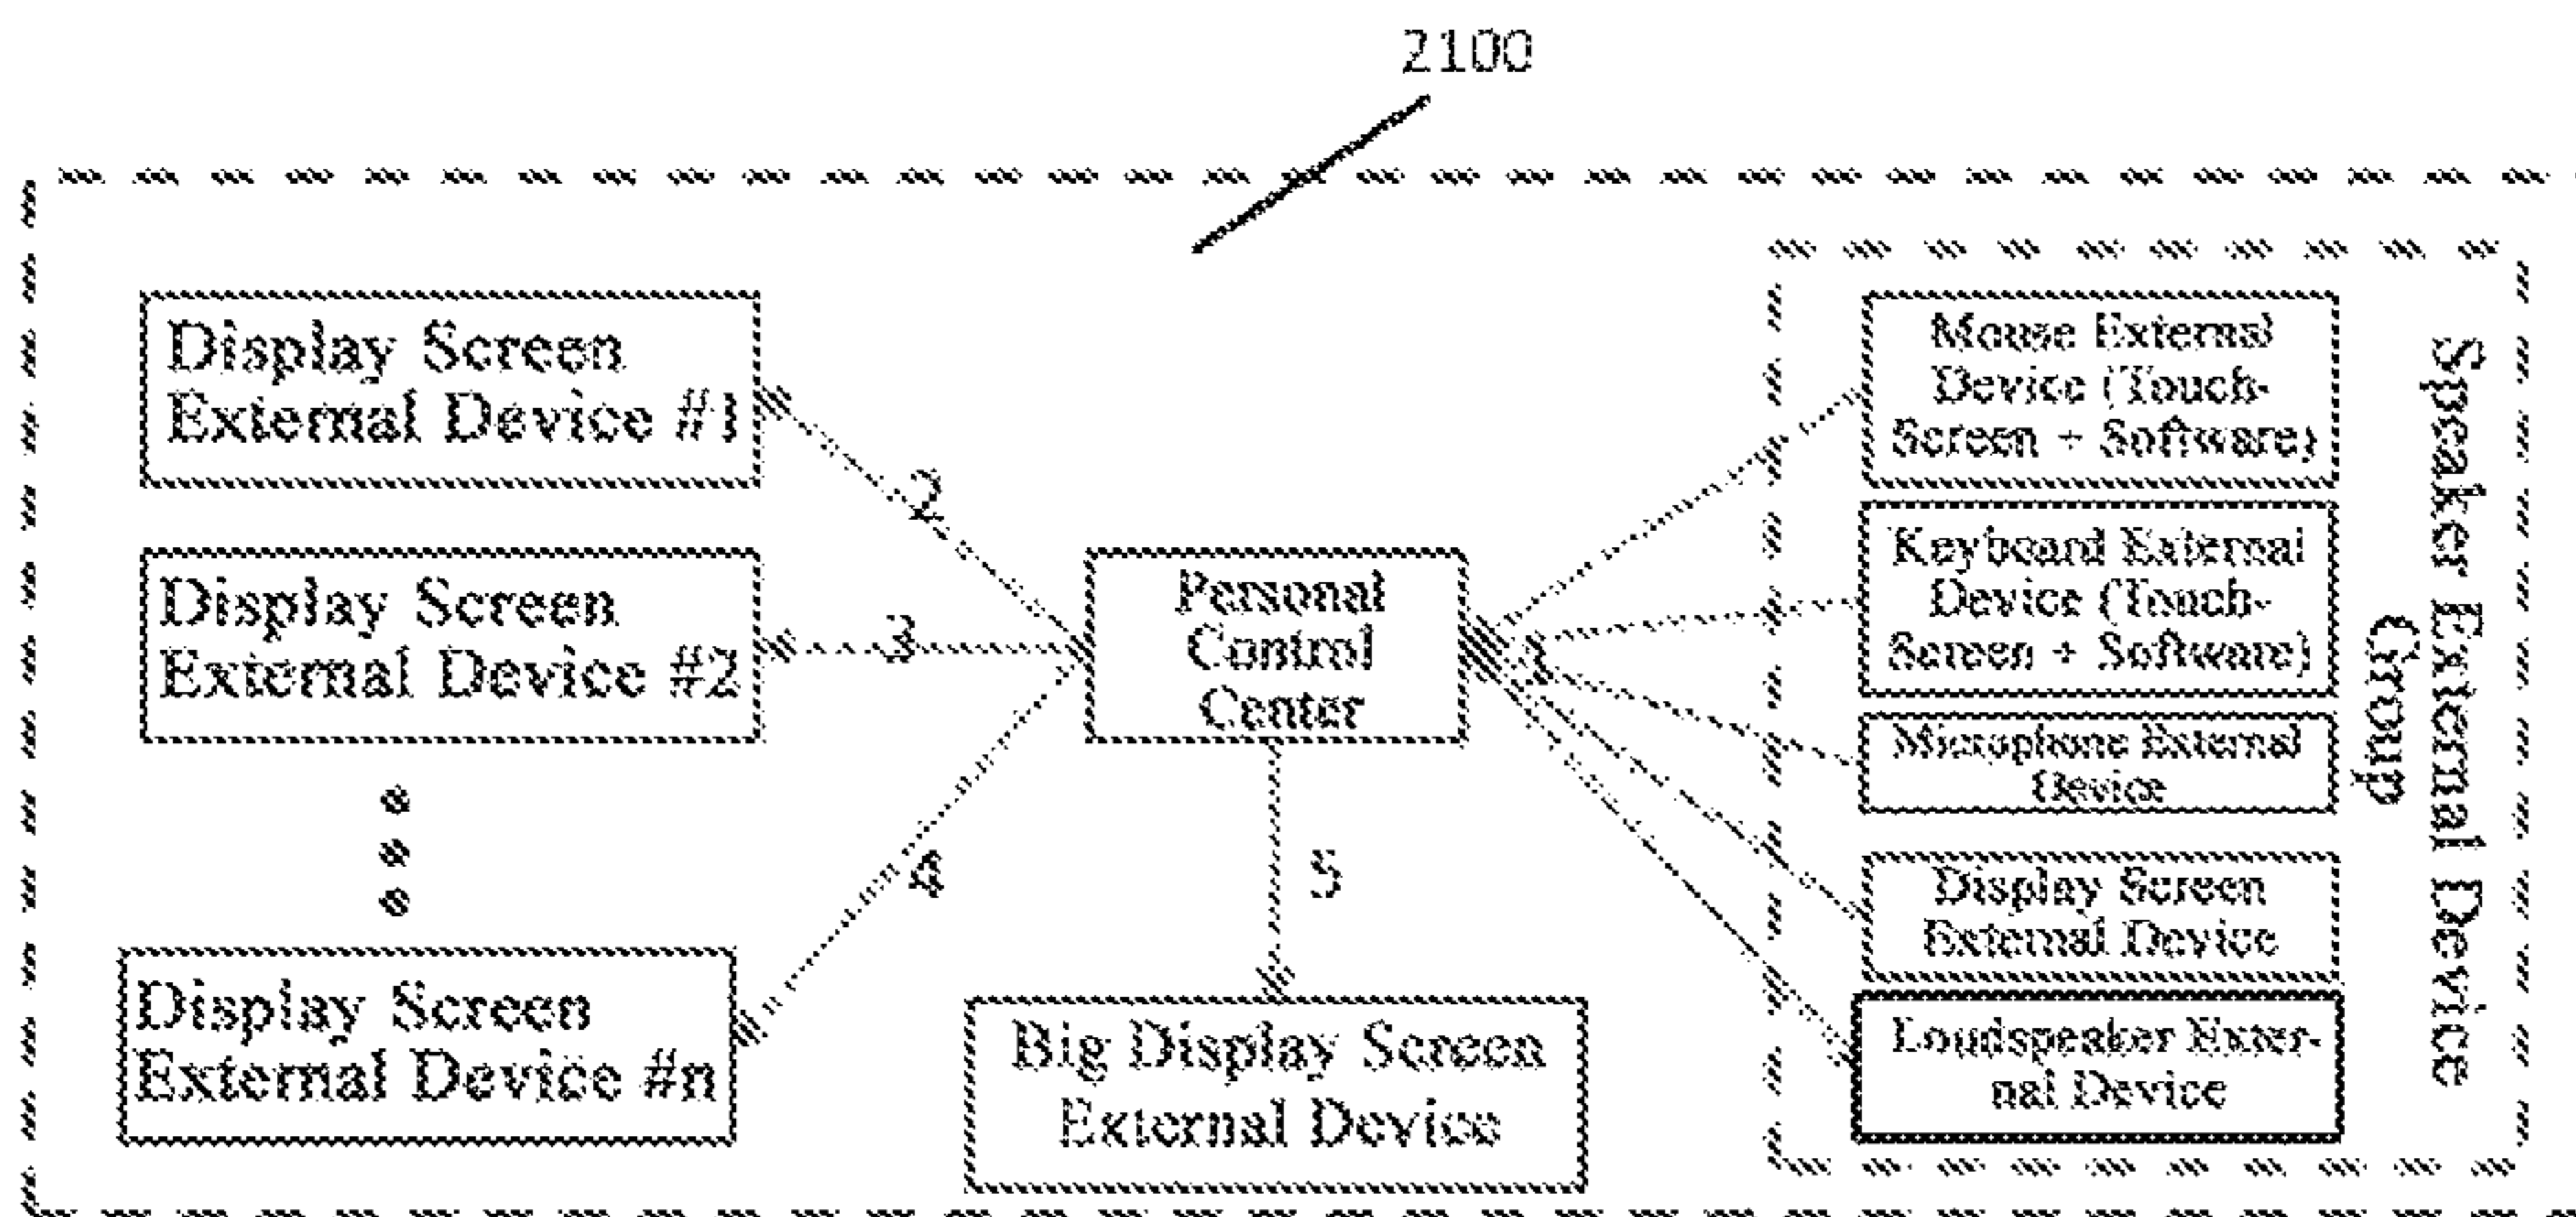 2100
Display Screen
External Device #1
2
Display Screen
External Device #2
3
Display Screen
External Device #n
4
Personal
Control
Center
5
Big Display Screen
External Device
1
Mouse External
Device (Touch-
Screen + Software)
Keyboard External
Device (Touch-
Screen + Software)
Microphone External
Device
Display Screen
External Device
Loudspeaker Exter-
nal Device
Speaker External Device
Group